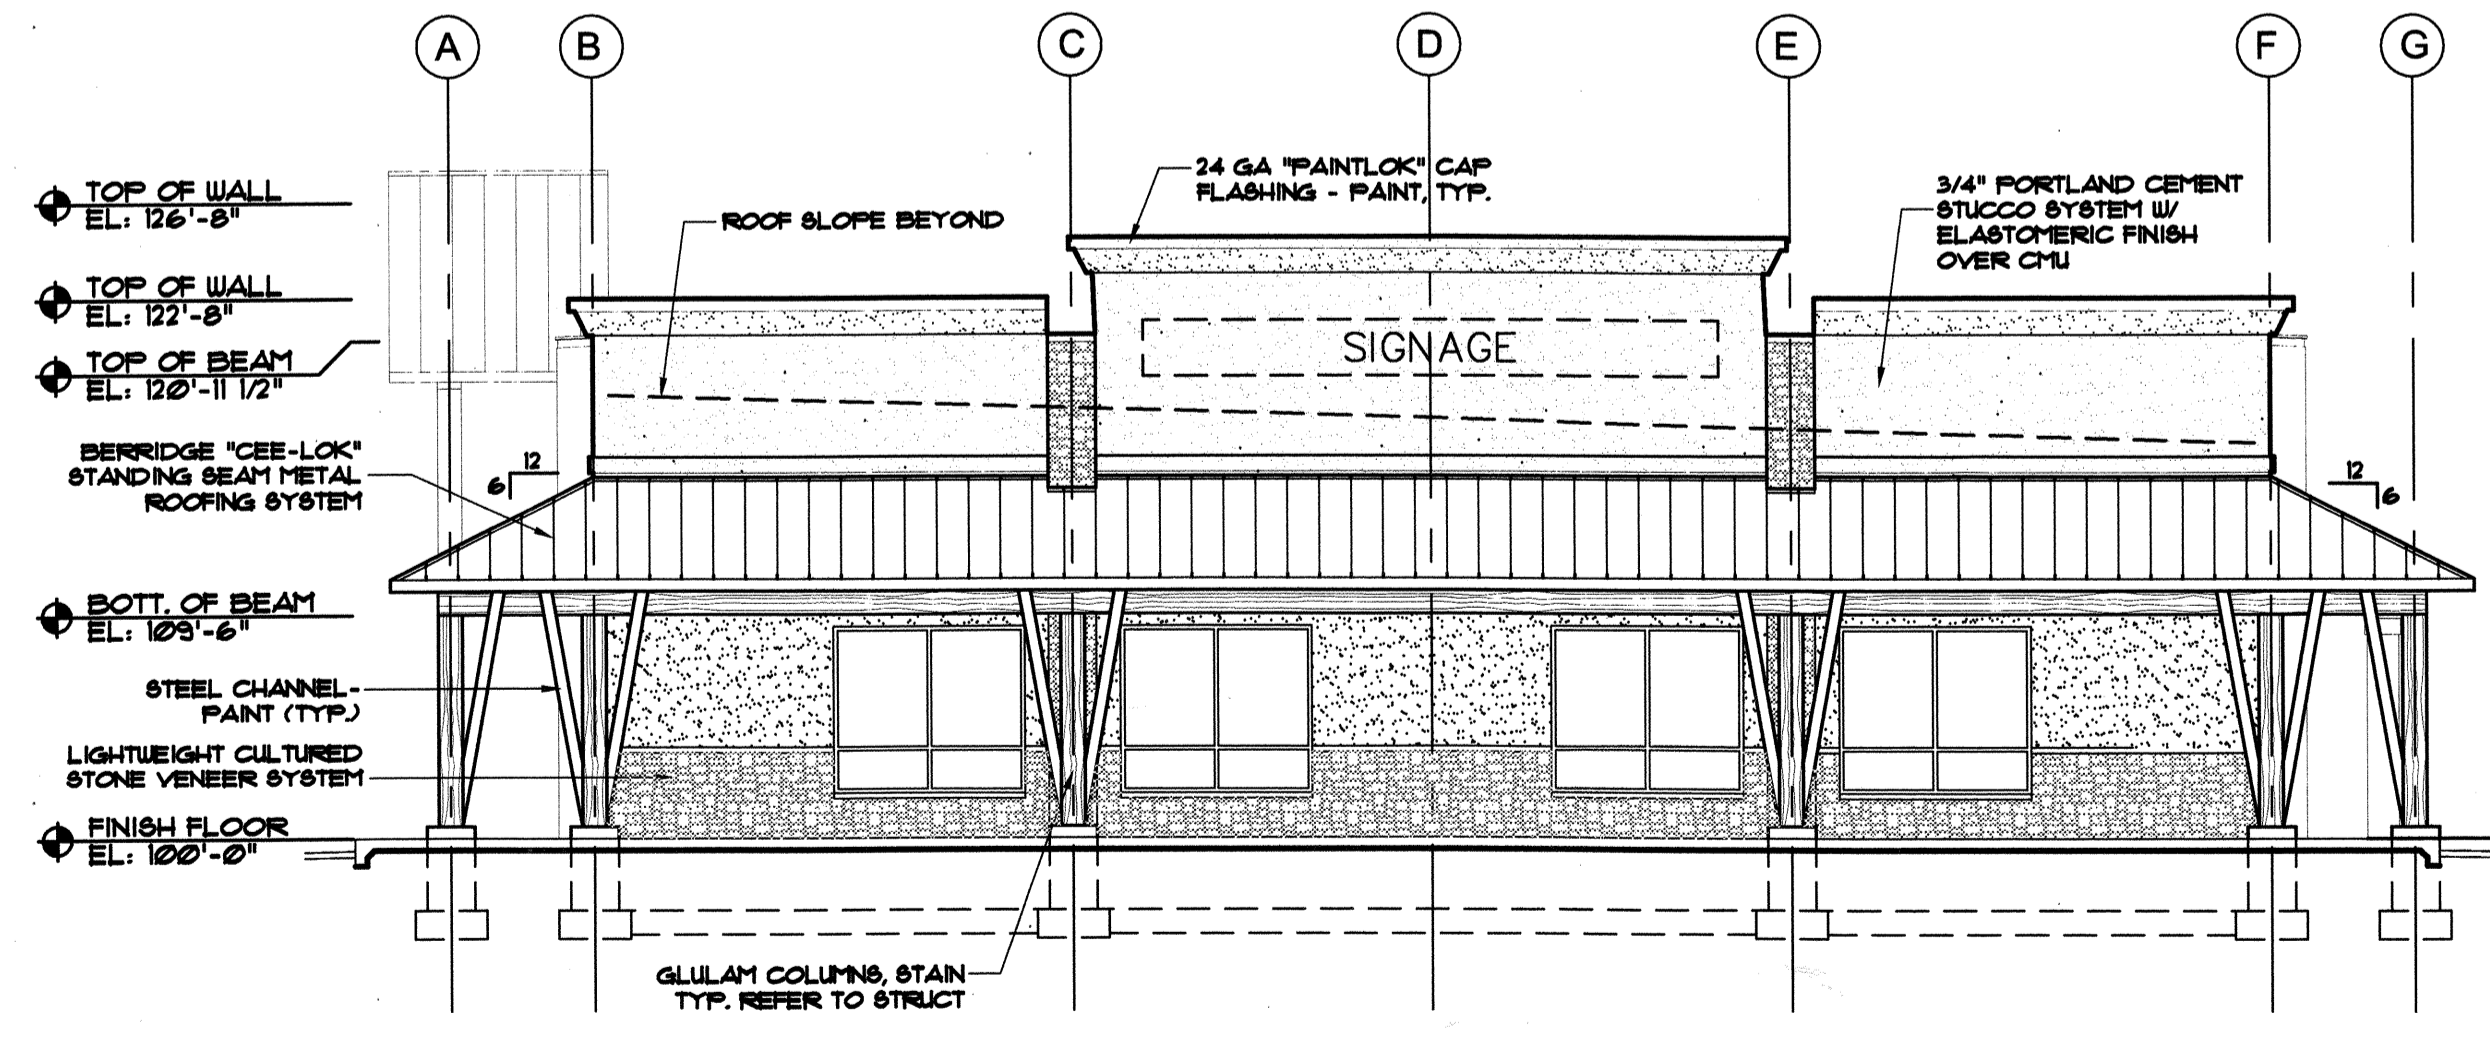 A
B
C
D
E
F
G
TOP OF WALL
EL: 126'-8"
TOP OF WALL
EL: 122'-8"
TOP OF BEAM
EL: 120'-11 1/2"
BERRIDGE "CEE-LOK"
STANDING SEAM METAL
ROOFING SYSTEM
12
6
BOTT. OF BEAM
EL: 109'-6"
STEEL CHANNEL-
PAINT (TYP.)
LIGHTWEIGHT CULTURED
STONE VENEER SYSTEM
FINISH FLOOR
EL: 100'-0"
ROOF SLOPE BEYOND
24 GA "PAINTLOK" CAP
FLASHING - PAINT, TYP.
SIGNAGE
3/4" PORTLAND CEMENT
STUCCO SYSTEM W/
ELASTOMERIC FINISH
OVER CMU
12
6
GLULAM COLUMNS, STAIN
TYP. REFER TO STRUCT